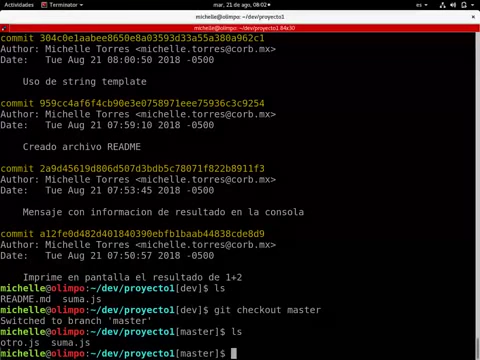 Actividades
Terminator
mar, 21 de ago, 08:02
es
michelle@olimpo:~/dev/proyecto1
michelle@olimpo: ~/dev/proyecto1 84x30
commit 304c0e1aabee8650e8a03593d33a55a380a962c1
Author: Michelle Torres <michelle.torres@corb.mx>
Date:   Tue Aug 21 08:00:50 2018 -0500
Uso de string template
commit 959cc4af6f4cb90e3e0758971eee75936c3c9254
Author: Michelle Torres <michelle.torres@corb.mx>
Date:   Tue Aug 21 07:59:10 2018 -0500
Creado archivo README
commit 2a9d45619d806d507d3bdb5c78071f822b8911f3
Author: Michelle Torres <michelle.torres@corb.mx>
Date:   Tue Aug 21 07:53:45 2018 -0500
Mensaje con informacion de resultado en la consola
commit a12fe0d482d401840390ebfb1baab44838cde8d9
Author: Michelle Torres <michelle.torres@corb.mx>
Date:   Tue Aug 21 07:50:57 2018 -0500
Imprime en pantalla el resultado de 1+2
michelle@olimpo:~/dev/proyecto1[dev]$ ls
README.md  suma.js
michelle@olimpo:~/dev/proyecto1[dev]$ git checkout master
Switched to branch 'master'
michelle@olimpo:~/dev/proyecto1[master]$ ls
otro.js  suma.js
michelle@olimpo:~/dev/proyecto1[master]$